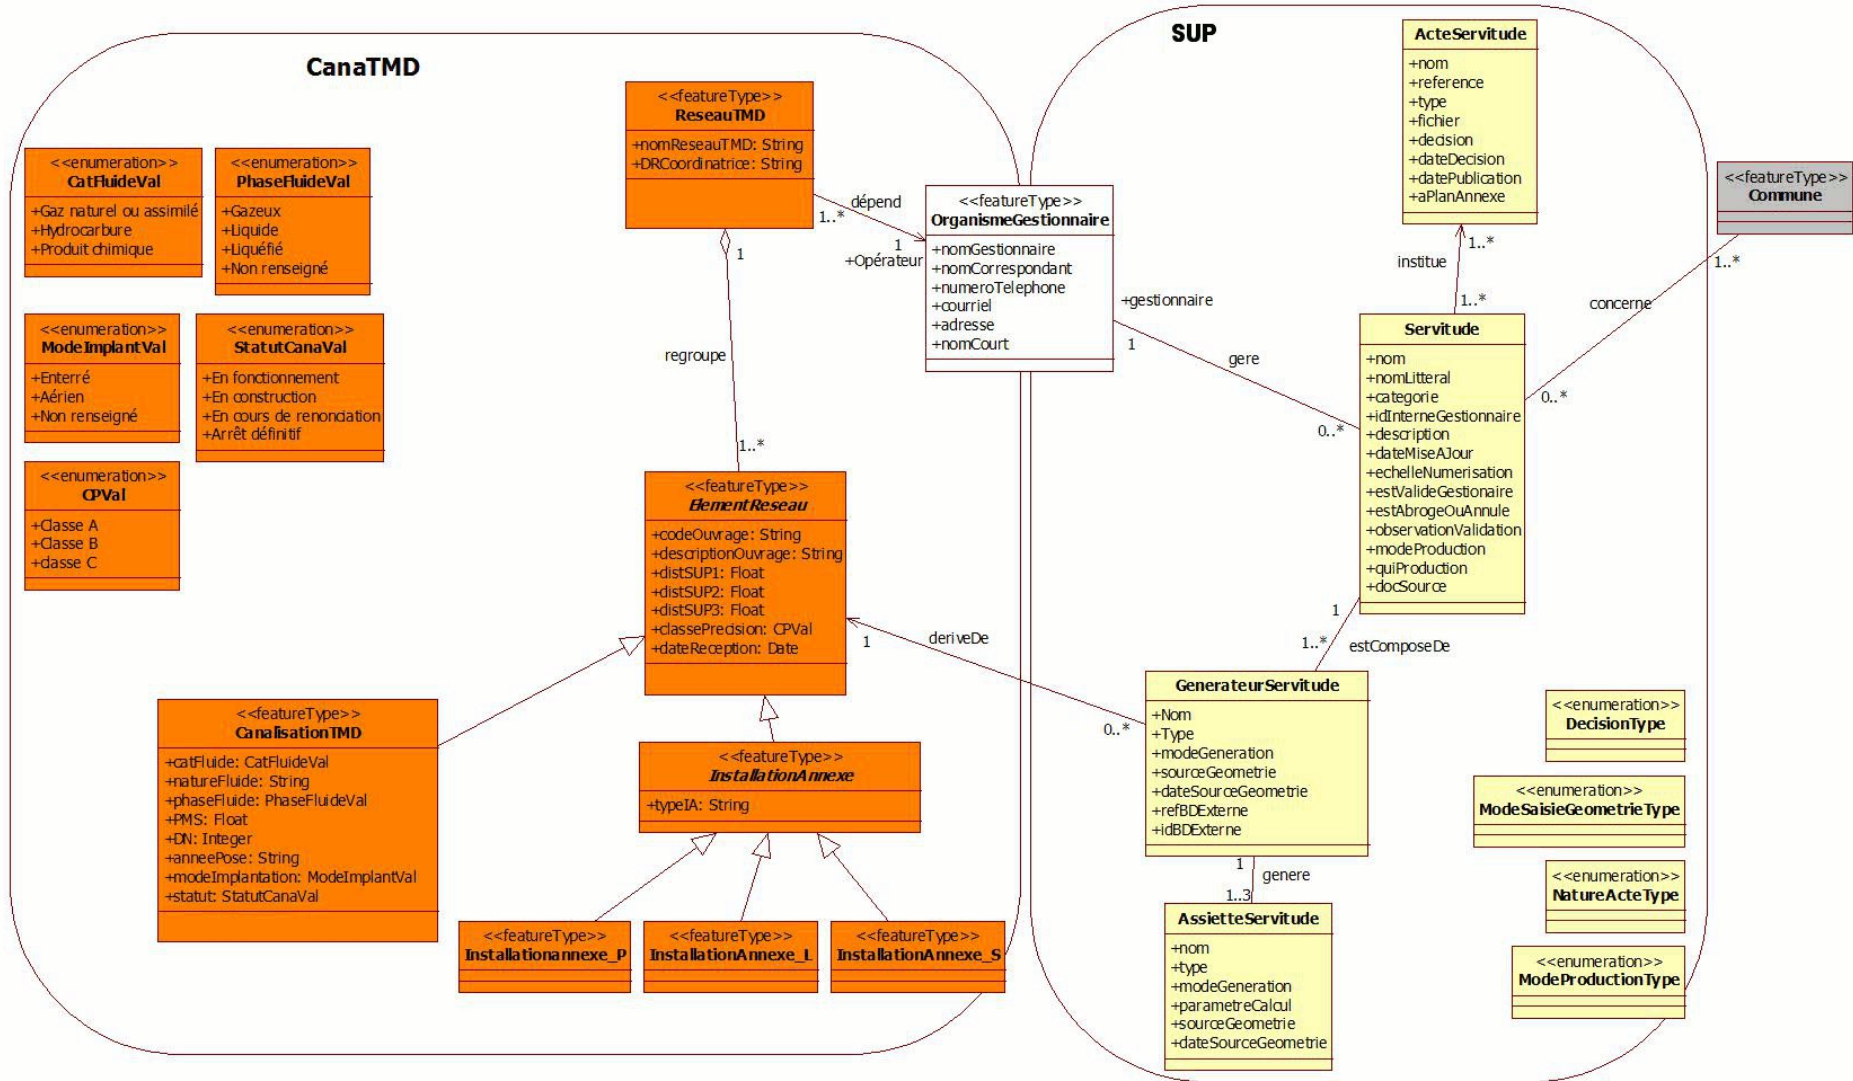 CanaTMD
SUP
<<enumeration>>
CatFluideVal
+Gaz naturel ou assimilé
+Hydrocarbure
+Produit chimique
<<enumeration>>
PhaseFluideVal
+Gazeux
+Liquide
+Liquéfié
+Non renseigné
<<enumeration>>
ModeImplantVal
+Enterré
+Aérien
+Non renseigné
<<enumeration>>
StatutCanaVal
+En fonctionnement
+En construction
+En cours de renonciation
+Arrêt définitif
<<enumeration>>
CPVal
+Classe A
+Classe B
+classe C
<<featureType>>
ReseauTMD
+nomReseauTMD: String
+DRCoordinatrice: String
1..*
dépend
1
+Opérateur
1
regroupe
1..*
<<featureType>>
OrganismeGestionnaire
+nomGestionnaire
+nomCorrespondant
+numeroTelephone
+courriel
+adresse
+nomCourt
<<featureType>>
ElementReseau
+codeOuvrage: String
+descriptionOuvrage: String
+distSUP1: Float
+distSUP2: Float
+distSUP3: Float
+classePrecision: CPVal
+dateReception: Date
<<featureType>>
CanalisationTMD
+catFluide: CatFluideVal
+natureFluide: String
+phaseFluide: PhaseFluideVal
+PMS: Float
+DN: Integer
+anneePose: String
+modeImplantation: ModeImplantVal
+statut: StatutCanaVal
<<featureType>>
InstallationAnnexe
+typeIA: String
<<featureType>>
Installationannexe_P
<<featureType>>
InstallationAnnexe_L
<<featureType>>
InstallationAnnexe_S
ActeServitude
+nom
+reference
+type
+fichier
+decision
+dateDecision
+datePublication
+aPlanAnnexe
<<featureType>>
Commune
1..*
institue
1..*
1..*
concerne
0..*
+gestionnaire
1
gere
0..*
Servitude
+nom
+nomLitteral
+categorie
+idInterneGestionnaire
+description
+dateMiseAJour
+echelleNumerisation
+estValideGestionaire
+estAbrogeOuAnnule
+observationValidation
+modeProduction
+quiProduction
+docSource
1
1..*
estComposeDe
1
deriveDe
0..*
GenerateurServitude
+Nom
+Type
+modeGeneration
+sourceGeometrie
+dateSourceGeometrie
+refBDExterne
+idBDExterne
1
genere
1..3
AssietteServitude
+nom
+type
+modeGeneration
+parametreCalcul
+sourceGeometrie
+dateSourceGeometrie
<<enumeration>>
DecisionType
<<enumeration>>
ModeSaisieGeometrieType
<<enumeration>>
NatureActeType
<<enumeration>>
ModeProductionType